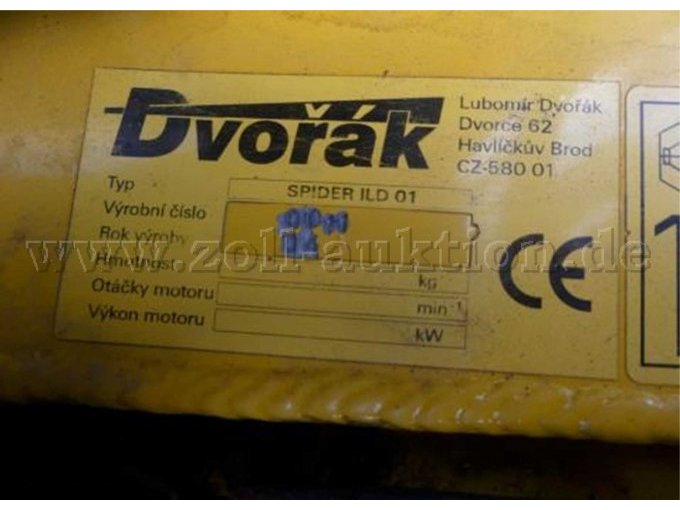 Dvořák
Lubomír Dvořák
Dvorce 62
Havlíčkův Brod
CZ-580 01
Typ SPIDER ILD 01
Výrobní číslo
Rok výroby
www.zoll-auktion.de
Hmotnost kg
Otáčky motoru min⁻¹
Výkon motoru kW
CE